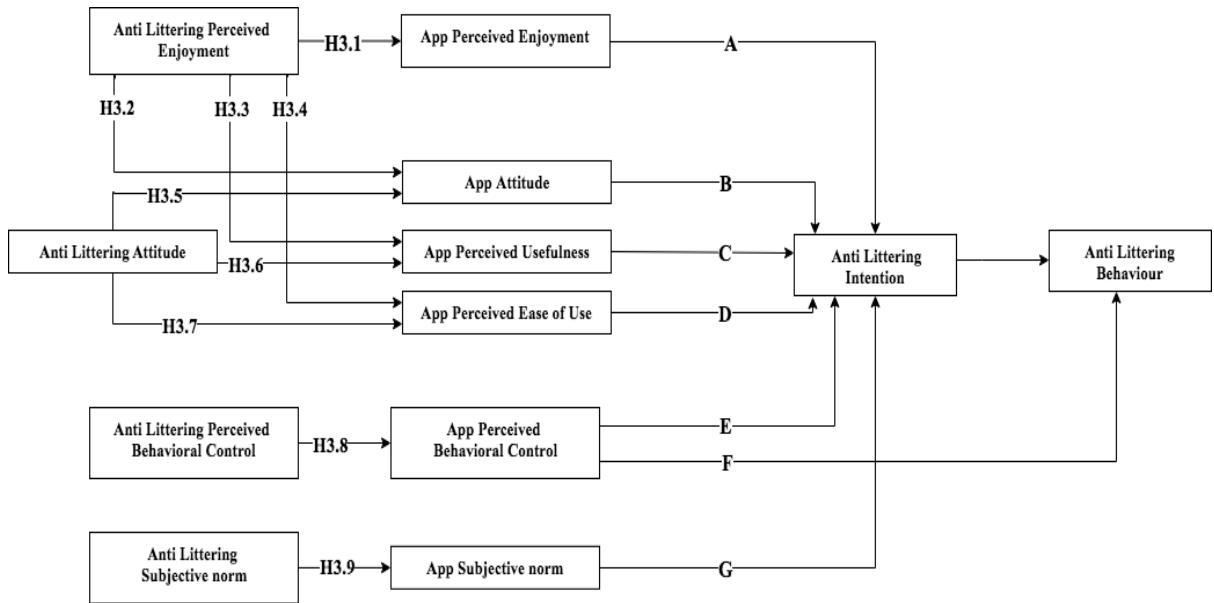 Anti Littering Perceived
Enjoyment
H3.1
App Perceived Enjoyment
A
H3.2
H3.3
H3.4
App Attitude
B
H3.5
Anti Littering Attitude
H3.6
App Perceived Usefulness
C
Anti Littering
Intention
Anti Littering
Behaviour
H3.7
App Perceived Ease of Use
D
Anti Littering Perceived
Behavioral Control
H3.8
App Perceived
Behavioral Control
E
F
Anti Littering
Subjective norm
H3.9
App Subjective norm
G